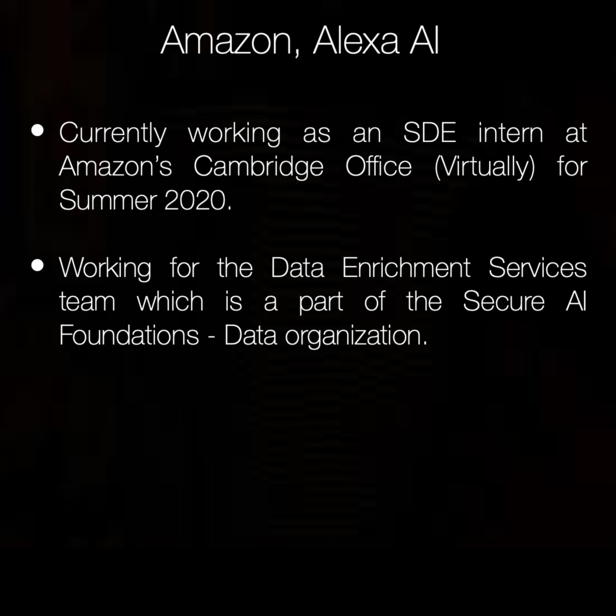 Amazon, Alexa AI
• Currently working as an SDE intern at
Amazon's Cambridge Office (Virtually) for
Summer 2020.
• Working for the Data Enrichment Services
team which is a part of the Secure AI
Foundations - Data organization.